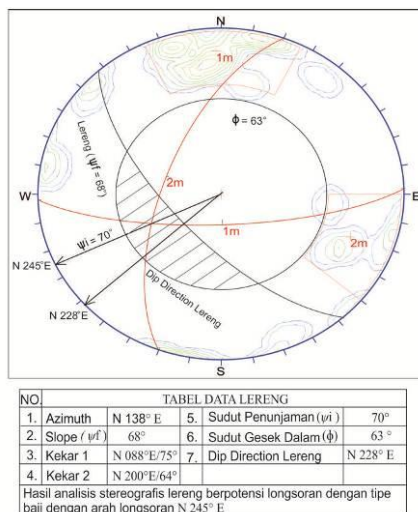 N
1m
ϕ = 63°
Lereng (ψf = 68°)
2m
W
E
ψi = 70°
1m
2m
N 245°E
N 228°E
Dip Direction Lereng
S
NO. TABEL DATA LERENG
1. Azimuth N 138° E 5. Sudut Penunjaman (ψi) 70°
2. Slope (ψf) 68° 6. Sudut Gesek Dalam (ϕ) 63 °
3. Kekar 1 N 088°E/75° 7. Dip Direction Lereng N 228° E
4. Kekar 2 N 200°E/64°
Hasil analisis stereografis lereng berpotensi longsoran dengan tipe
baji dengan arah longsoran N 245° E